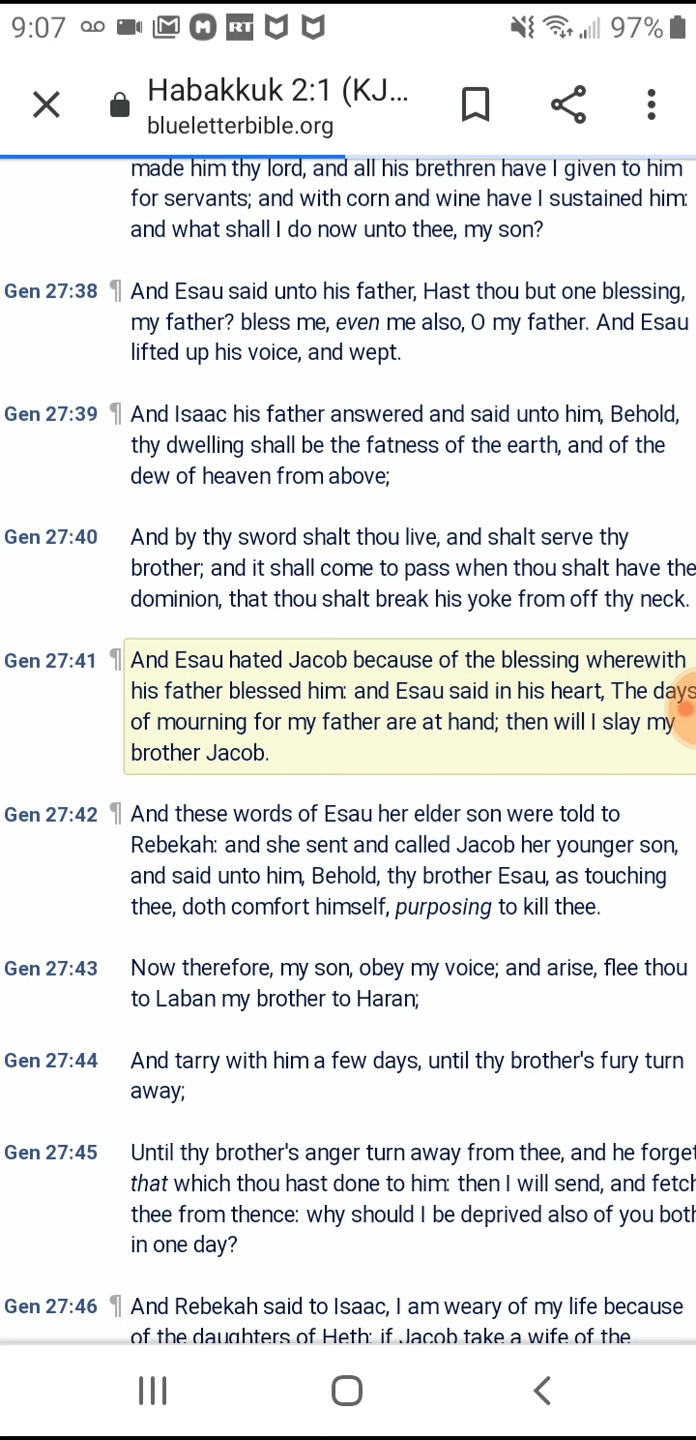 9:07
RT
97%
Habakkuk 2:1 (KJ...
blueletterbible.org
made him thy lord, and all his brethren have I given to him
for servants; and with corn and wine have I sustained him:
and what shall I do now unto thee, my son?
Gen 27:38 ¶ And Esau said unto his father, Hast thou but one blessing,
my father? bless me, even me also, O my father. And Esau
lifted up his voice, and wept.
Gen 27:39 ¶ And Isaac his father answered and said unto him, Behold,
thy dwelling shall be the fatness of the earth, and of the
dew of heaven from above;
Gen 27:40 And by thy sword shalt thou live, and shalt serve thy
brother; and it shall come to pass when thou shalt have the
dominion, that thou shalt break his yoke from off thy neck.
Gen 27:41 ¶ And Esau hated Jacob because of the blessing wherewith
his father blessed him: and Esau said in his heart, The days
of mourning for my father are at hand; then will I slay my
brother Jacob.
Gen 27:42 ¶ And these words of Esau her elder son were told to
Rebekah: and she sent and called Jacob her younger son,
and said unto him, Behold, thy brother Esau, as touching
thee, doth comfort himself, purposing to kill thee.
Gen 27:43 Now therefore, my son, obey my voice; and arise, flee thou
to Laban my brother to Haran;
Gen 27:44 And tarry with him a few days, until thy brother's fury turn
away;
Gen 27:45 Until thy brother's anger turn away from thee, and he forget
that which thou hast done to him: then I will send, and fetch
thee from thence: why should I be deprived also of you both
in one day?
Gen 27:46 ¶ And Rebekah said to Isaac, I am weary of my life because
of the daughters of Heth: if Jacob take a wife of the